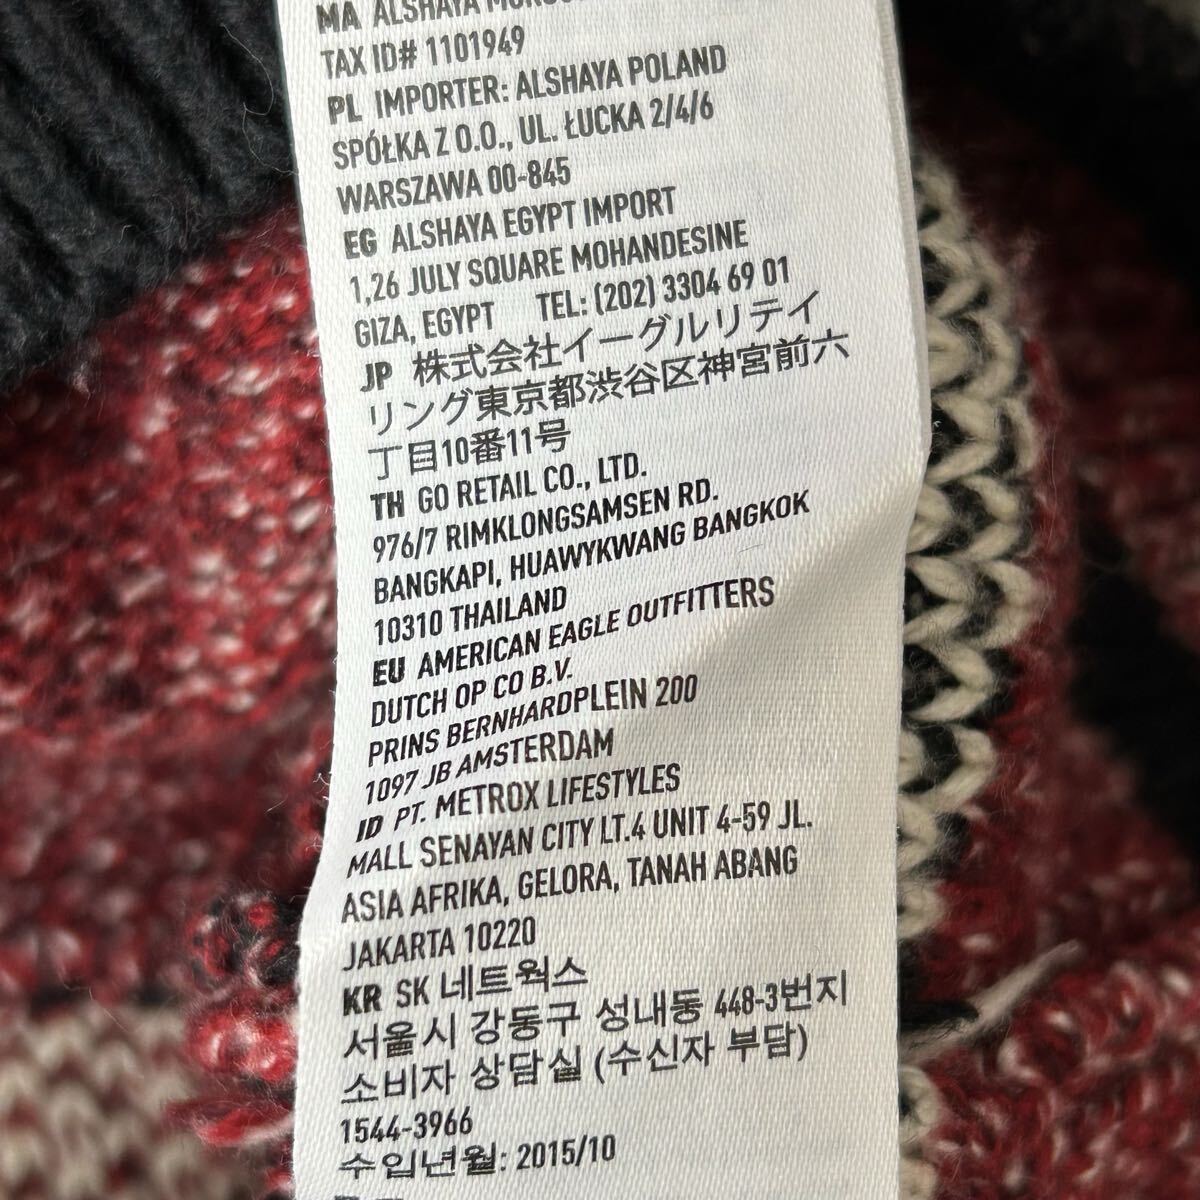 MA ALSHAYA
TAX ID# 1101949
PL IMPORTER: ALSHAYA POLAND
SPÓŁKA Z O.O., UL. ŁUCKA 2/4/6
WARSZAWA 00-845
EG ALSHAYA EGYPT IMPORT
1,26 JULY SQUARE MOHANDESINE
GIZA, EGYPT TEL: (202) 3304 69 01
JP 株式会社イーグルリテイ
リング東京都渋谷区神宮前六
丁目10番11号
TH GO RETAIL CO., LTD.
976/7 RIMKLONGSAMSEN RD.
BANGKAPI, HUAWYKWANG BANGKOK
10310 THAILAND
EU AMERICAN EAGLE OUTFITTERS
DUTCH OP CO B.V.
PRINS BERNHARDPLEIN 200
1097 JB AMSTERDAM
ID PT. METROX LIFESTYLES
MALL SENAYAN CITY LT.4 UNIT 4-59 JL.
ASIA AFRIKA, GELORA, TANAH ABANG
JAKARTA 10220
KR SK 네트웍스
서울시 강동구 성내동 448-3번지
소비자 상담실 (수신자 부담)
1544-3966
수입년월: 2015/10